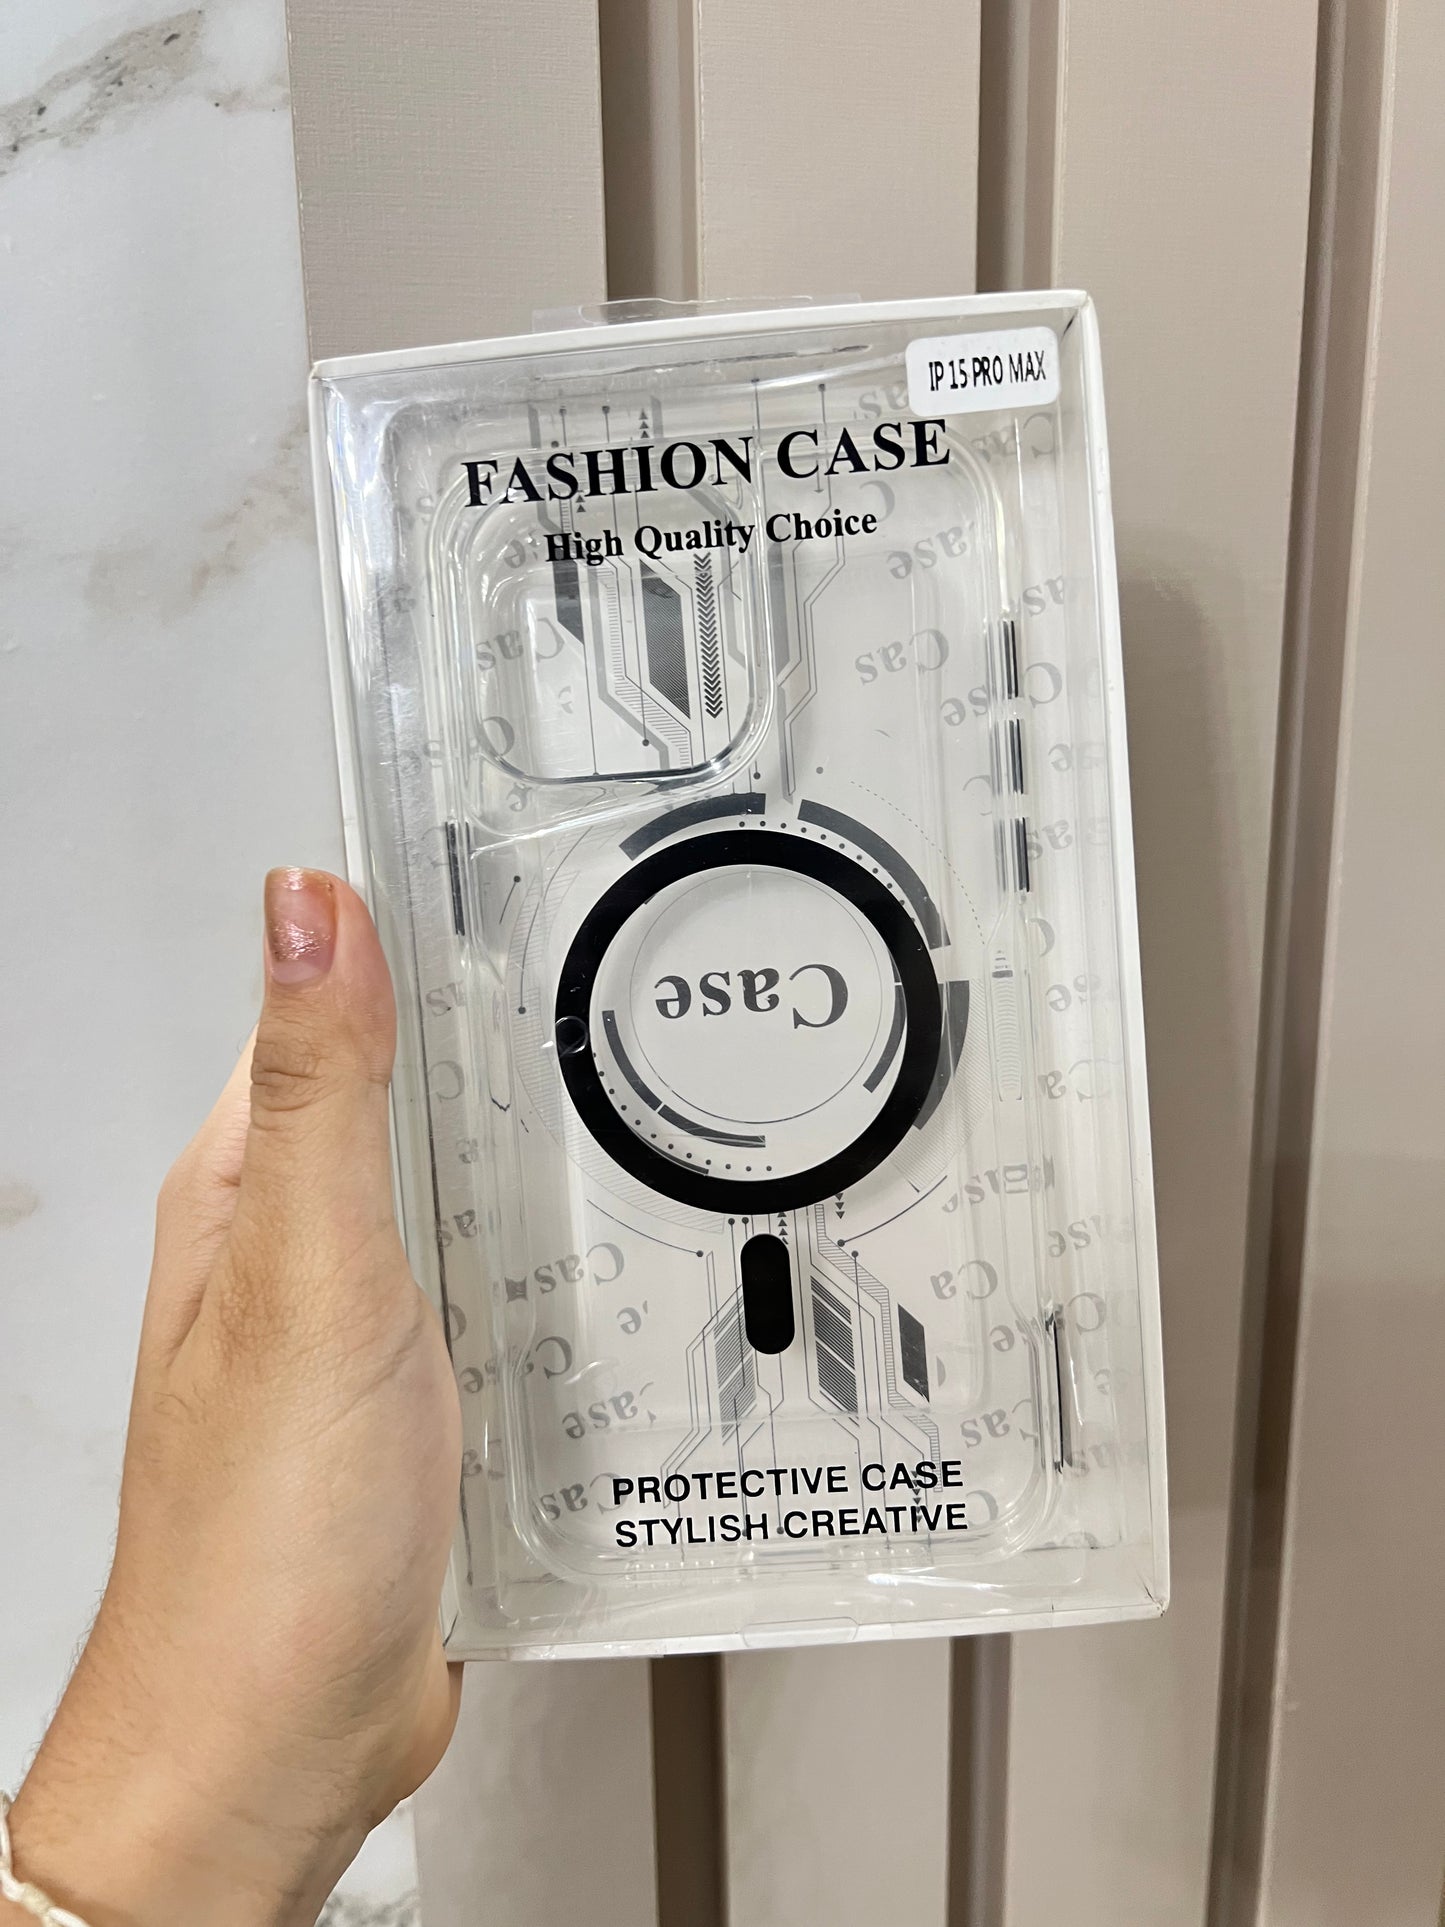 IP 15 PRO MAX
FASHION CASE
High Quality Choice
Case
PROTECTIVE CASE
STYLISH CREATIVE